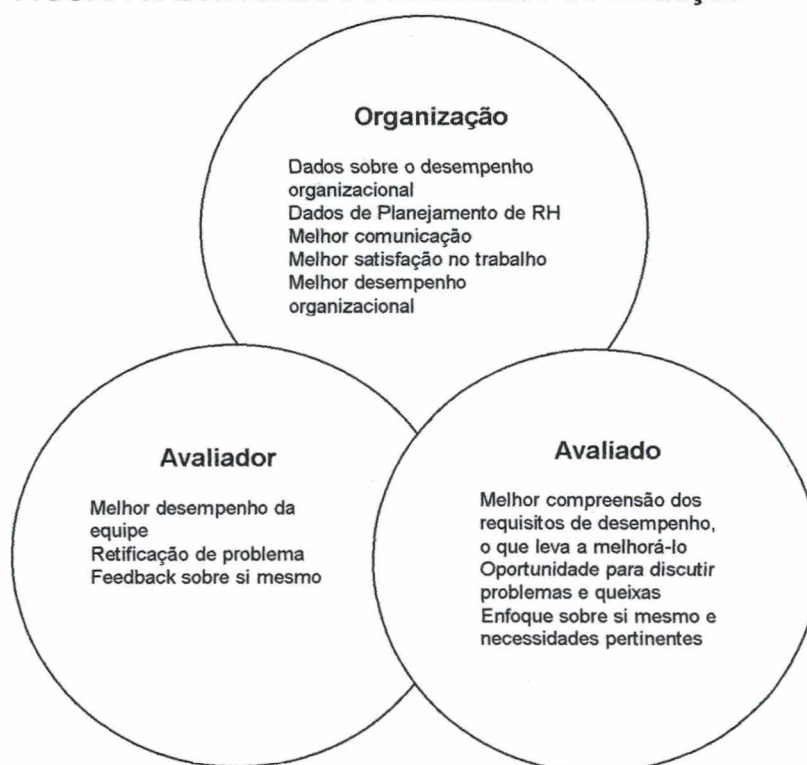 Organização
Dados sobre o desempenho
organizacional
Dados de Planejamento de RH
Melhor comunicação
Melhor satisfação no trabalho
Melhor desempenho
organizacional
Avaliador
Melhor desempenho da
equipe
Retificação de problema
Feedback sobre si mesmo
Avaliado
Melhor compreensão dos
requisitos de desempenho,
o que leva a melhorá-lo
Oportunidade para discutir
problemas e queixas
Enfoque sobre si mesmo e
necessidades pertinentes